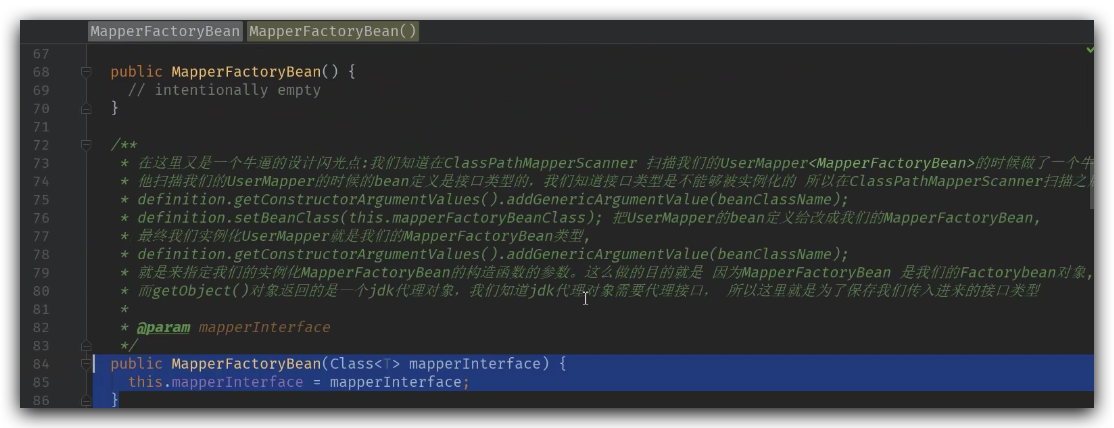 MapperFactoryBean MapperFactoryBean()
67
68 public MapperFactoryBean() {
69 // intentionally empty
70 }
71
72 /**
73 * 在这里又是一个牛逼的设计闪光点:我们知道在ClassPathMapperScanner 扫描我们的UserMapper<MapperFactoryBean>的时候做了一个牛
74 * 他扫描我们的UserMapper的时候的bean定义是接口类型的，我们知道接口类型是不能够被实例化的 所以在ClassPathMapperScanner扫描之
75 * definition.getConstructorArgumentValues().addGenericArgumentValue(beanClassName);
76 * definition.setBeanClass(this.mapperFactoryBeanClass); 把UserMapper的bean定义给改成我们的MapperFactoryBean,
77 * 最终我们实例化UserMapper就是我们的MapperFactoryBean类型,
78 * definition.getConstructorArgumentValues().addGenericArgumentValue(beanClassName);
79 * 就是来指定我们的实例化MapperFactoryBean的构造函数的参数。这么做的目的就是 因为MapperFactoryBean 是我们的Factorybean对象,
80 * 而getObject()对象返回的是一个jdk代理对象．我们知道jdk代理对象需要代理接口， 所以这里就是为了保存我们传入进来的接口类型
81 *
82 * @param mapperInterface
83 */
84 public MapperFactoryBean(Class<T> mapperInterface) {
85 this.mapperInterface = mapperInterface;
86 }